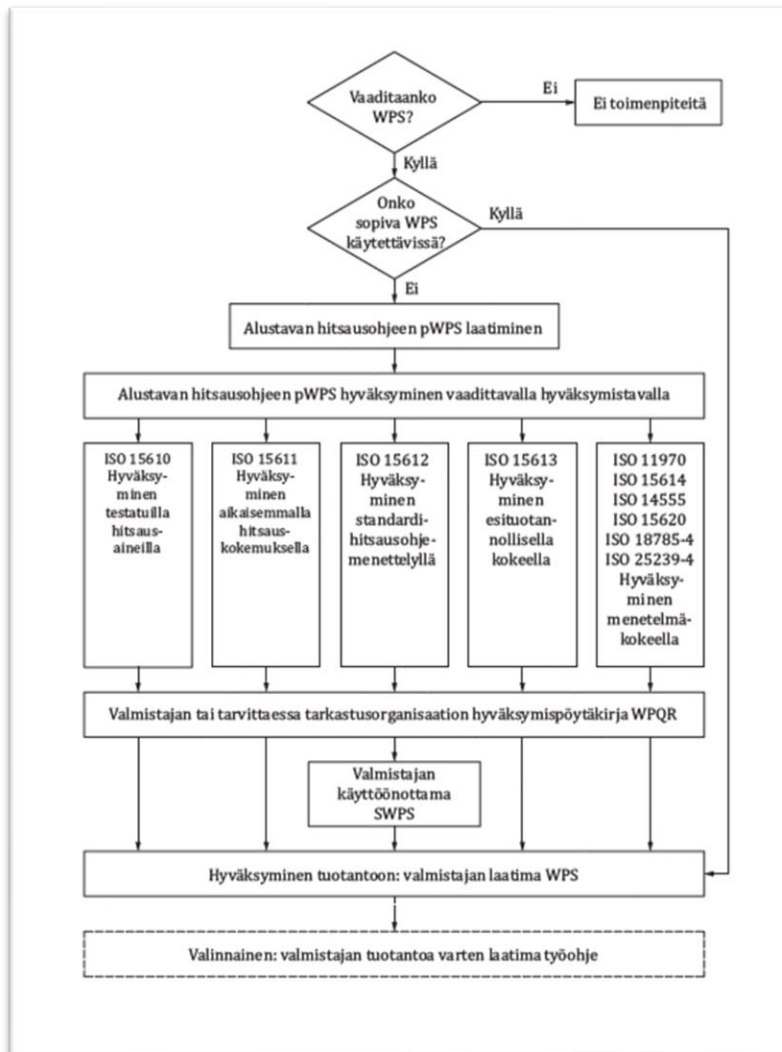 Vaaditaanko
WPS?
Ei
Ei toimenpiteitä
Kyllä
Onko
sopiva WPS
käytettävissä?
Kyllä
Ei
Alustavan hitsausohjeen pWPS laatiminen
Alustavan hitsausohjeen pWPS hyväksyminen vaadittavalla hyväksymistavalla
ISO 15610
Hyväksy-
minen
testatuilla
hitsaus-
aineilla
ISO 15611
Hyväksy-
minen
aikaisemmalla
hitsaus-
kokemuksella
ISO 15612
Hyväksy-
minen
standardi-
hitsausohje-
menettelyllä
ISO 15613
Hyväksy-
minen
esituotan-
nollisella
kokeella
ISO 11970
ISO 15614
ISO 14555
ISO 15620
ISO 18785-4
ISO 25239-4
Hyväksy-
minen
menetelmä-
kokeella
Valmistajan tai tarvittaessa tarkastusorganisaation hyväksymispöytäkirja WPQR
Valmistajan
käyttöönottama
SWPS
Hyväksyminen tuotantoon: valmistajan laatima WPS
Valinnainen: valmistajan tuotantoa varten laatima työohje